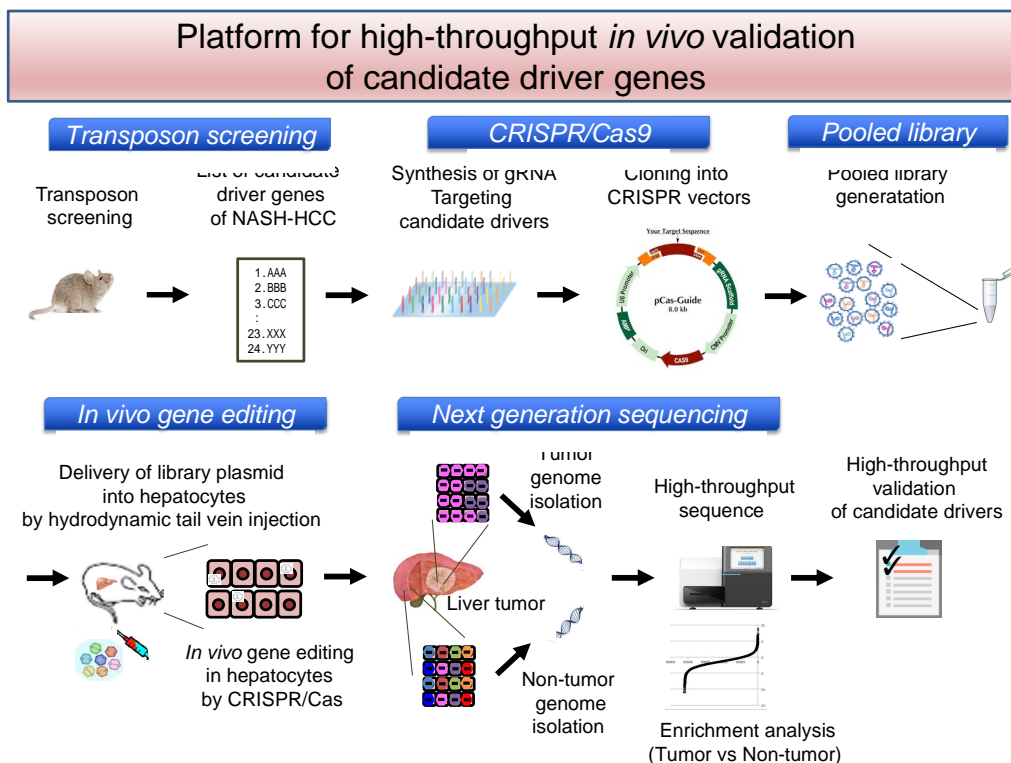 Platform for high-throughput in vivo validation
of candidate driver genes
Transposon screening
CRISPR/Cas9
Pooled library
Transposon
screening
List of candidate
driver genes
of NASH-HCC
1.AAA
2.BBB
3.CCC
:
23.XXX
24.YYY
Synthesis of gRNA
Targeting
candidate drivers
Cloning into
CRISPR vectors
Your Target Sequence
U6 Promoter
gRNA Scaffold
pCas-Guide
8.0 kb
AMP
Ori
CAS9
CMV Promoter
Pooled library
generatation
In vivo gene editing
Next generation sequencing
Delivery of library plasmid
into hepatocytes
by hydrodynamic tail vein injection
In vivo gene editing
in hepatocytes
by CRISPR/Cas
Liver tumor
Tumor
genome
isolation
Non-tumor
genome
isolation
High-throughput
sequence
Enrichment analysis
(Tumor vs Non-tumor)
High-throughput
validation
of candidate drivers